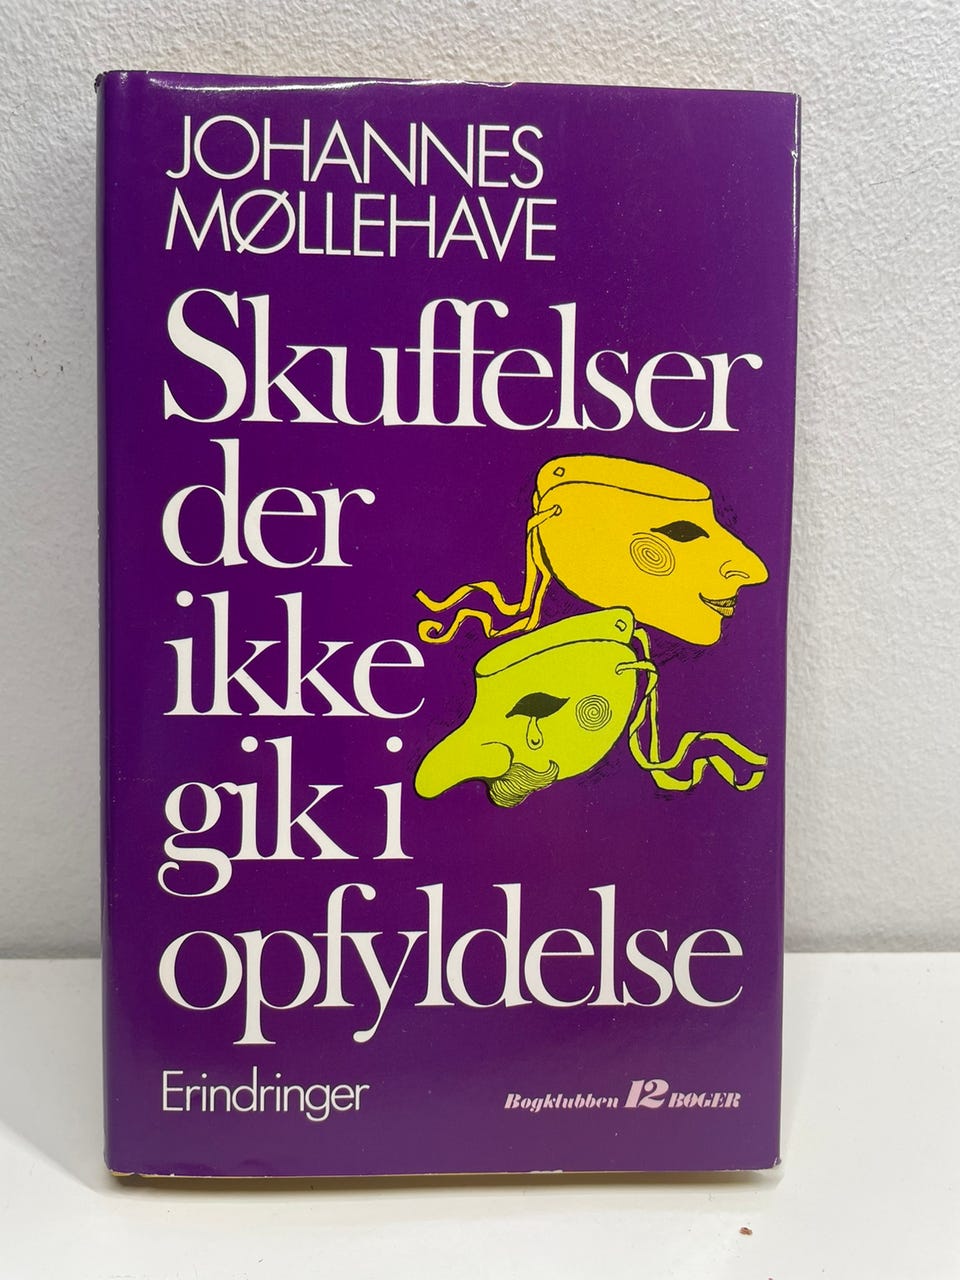 JOHANNES
MØLLEHAVE
Skuffelser
der
ikke
gik i
opfyldelse
Erindringer
Bogklubben 12 BØGER